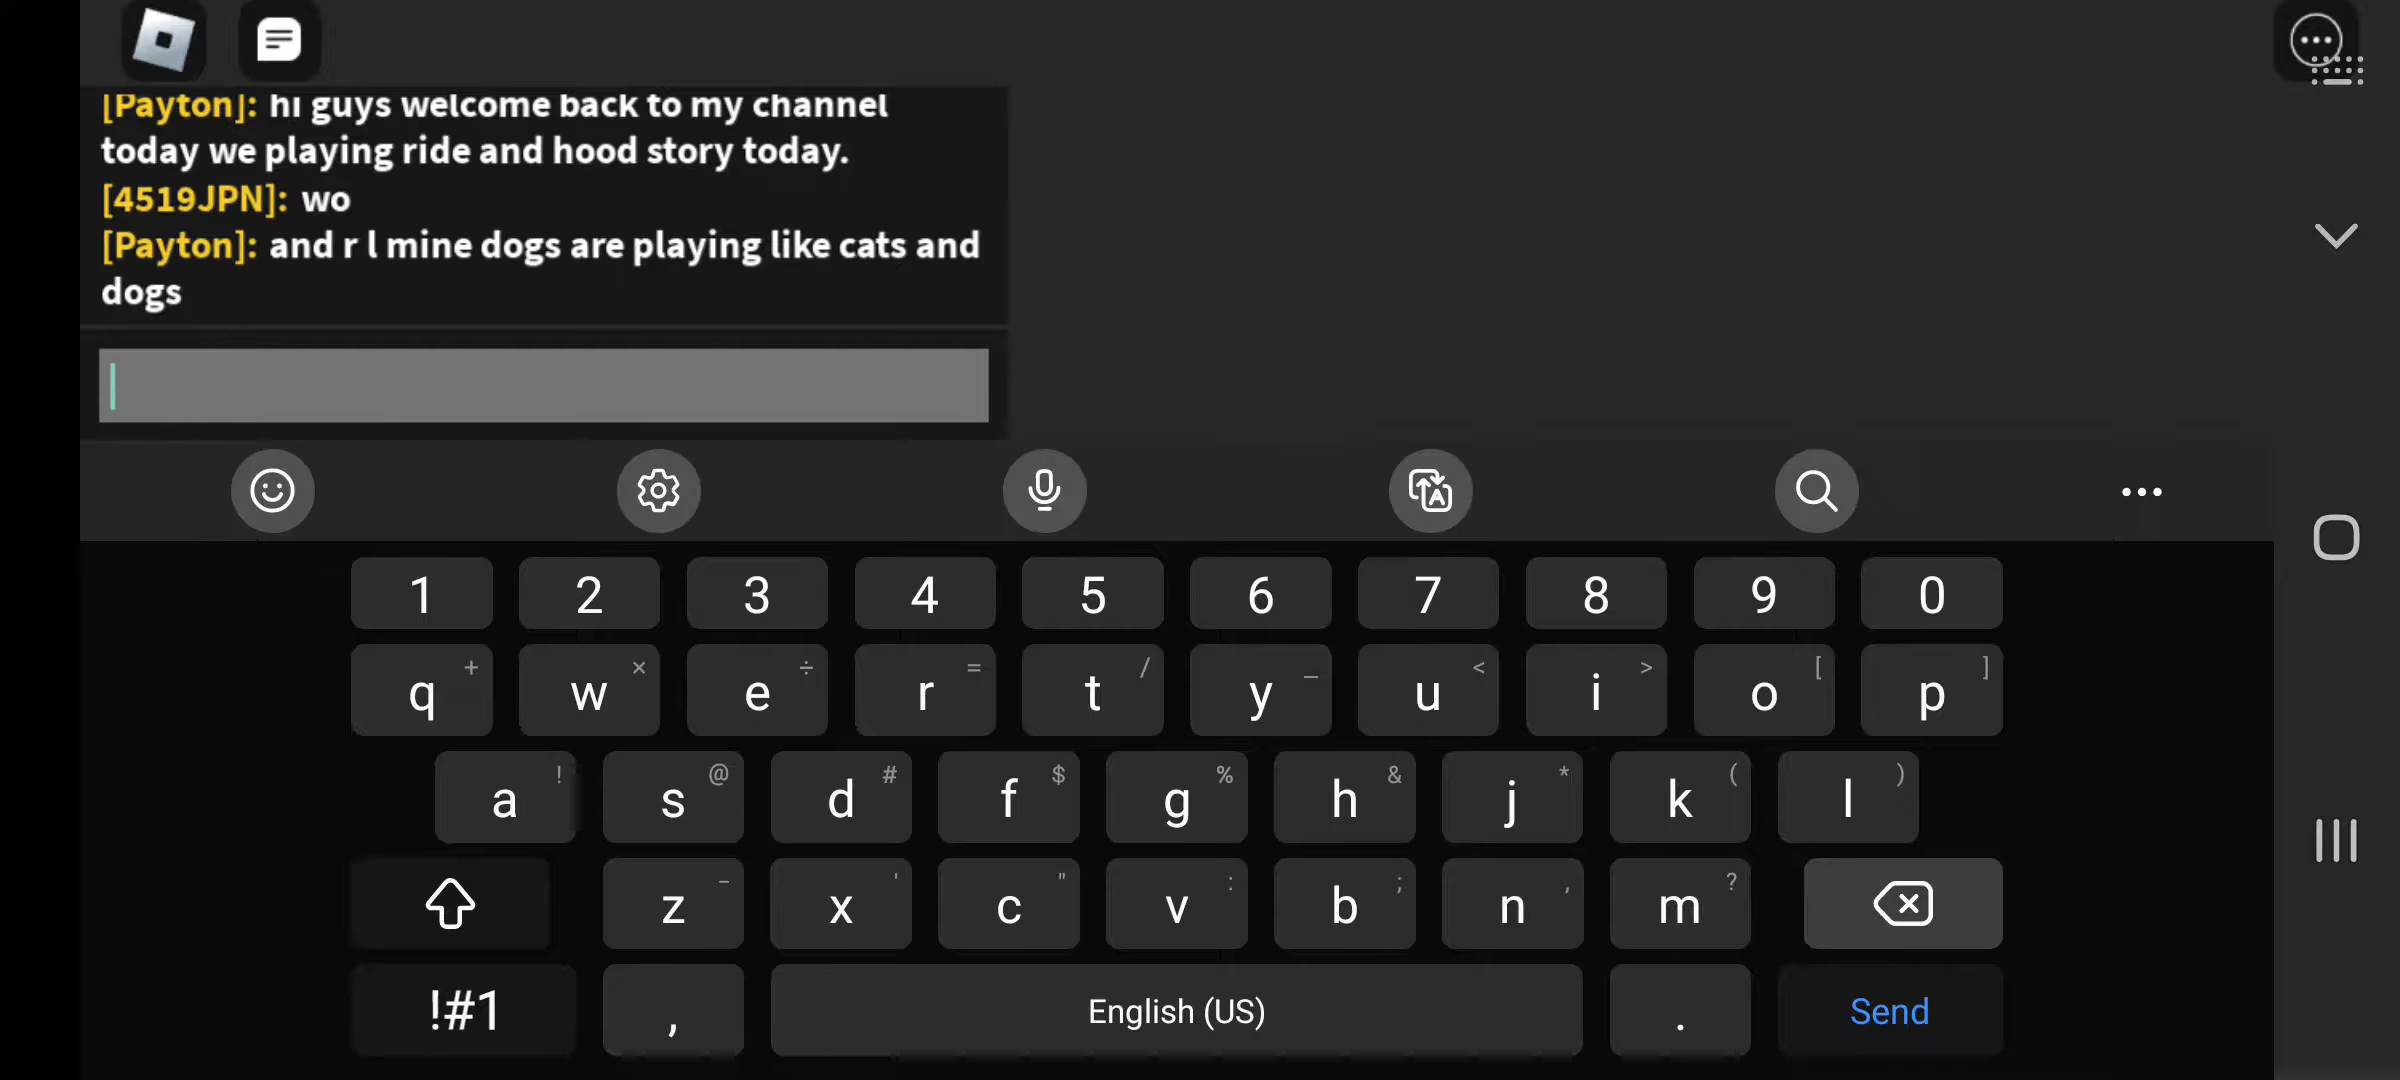 [Payton]: hi guys welcome back to my channel
today we playing ride and hood story today.
[4519JPN]: wo
[Payton]: and r l mine dogs are playing like cats and
dogs
1 2 3 4 5 6 7 8 9 0
q + w × e ÷ r = t / y _ u < i > o [ p ]
a ! s @ d # f $ g % h & j * k ( l )
z - x ' c " v : b ; n , m ?
!#1 , English (US) . Send